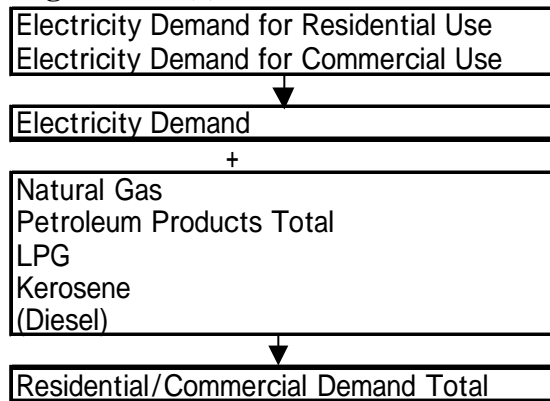 Electricity Demand for Residential Use
Electricity Demand for Commercial Use
Electricity Demand
+
Natural Gas
Petroleum Products Total
LPG
Kerosene
(Diesel)
Residential/Commercial Demand Total